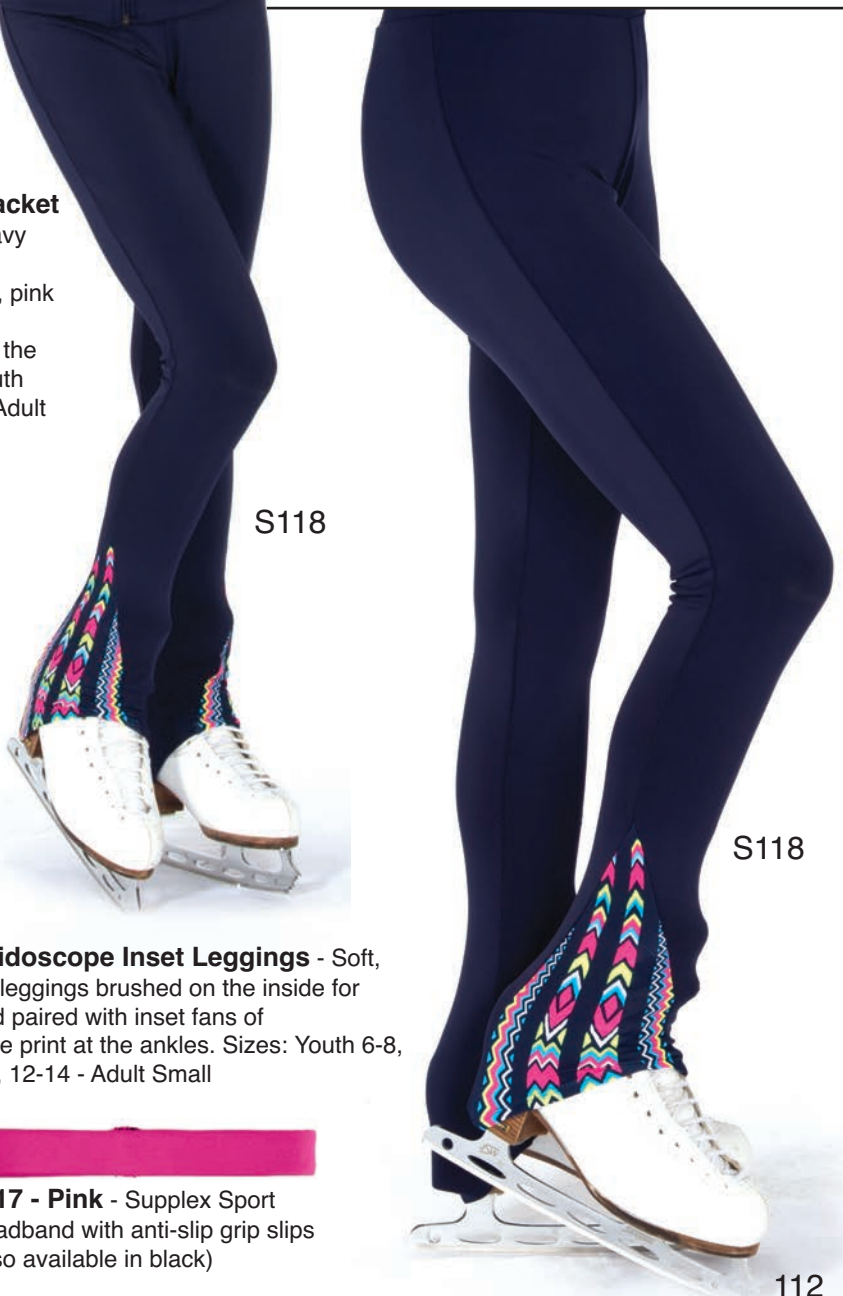 acket
avy
, pink
the
uth
Adult
S118
S118
idoscope Inset Leggings - Soft,
leggings brushed on the inside for
d paired with inset fans of
e print at the ankles. Sizes: Youth 6-8,
, 12-14 - Adult Small
17 - Pink - Supplex Sport
adband with anti-slip grip slips
so available in black)
112